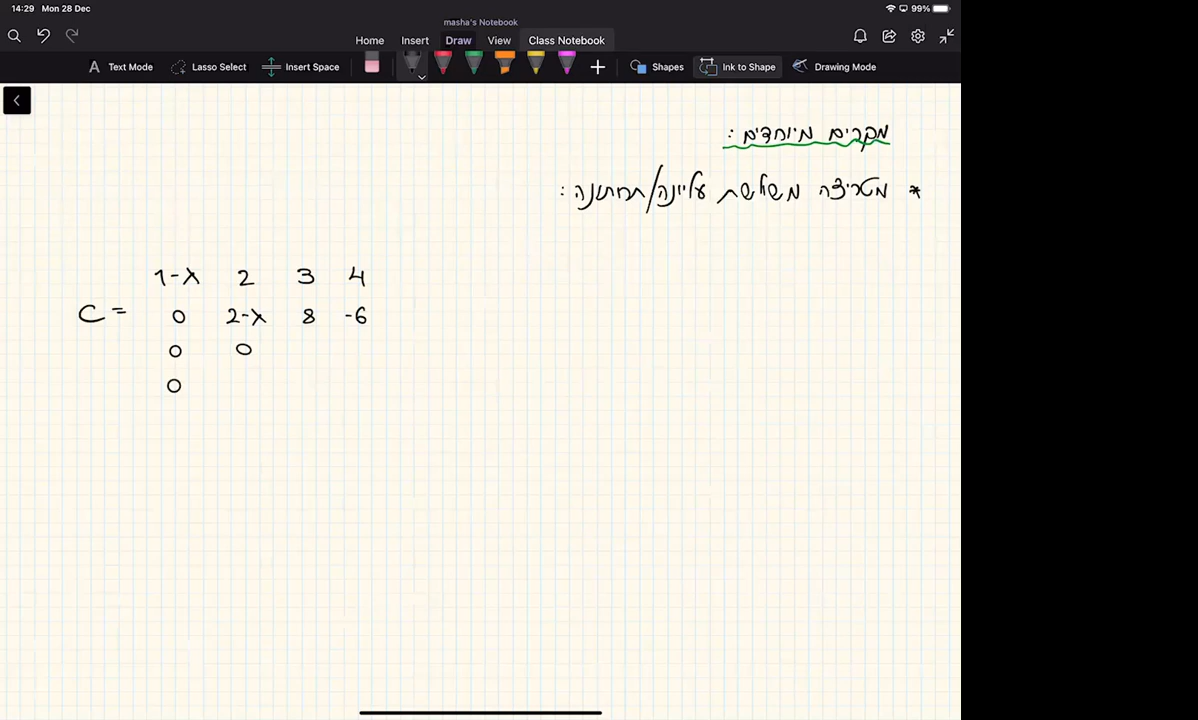 14:29 Mon 28 Dec
99%
masha's Notebook
Home Insert Draw View Class Notebook
A Text Mode Lasso Select Insert Space Shapes Ink to Shape Drawing Mode
מקרים מיוחדים :
* מטריצה משולשת עליונה/תחתונה :
1-λ 2 3 4
C = 0 2-λ 8 -6
0 0
0